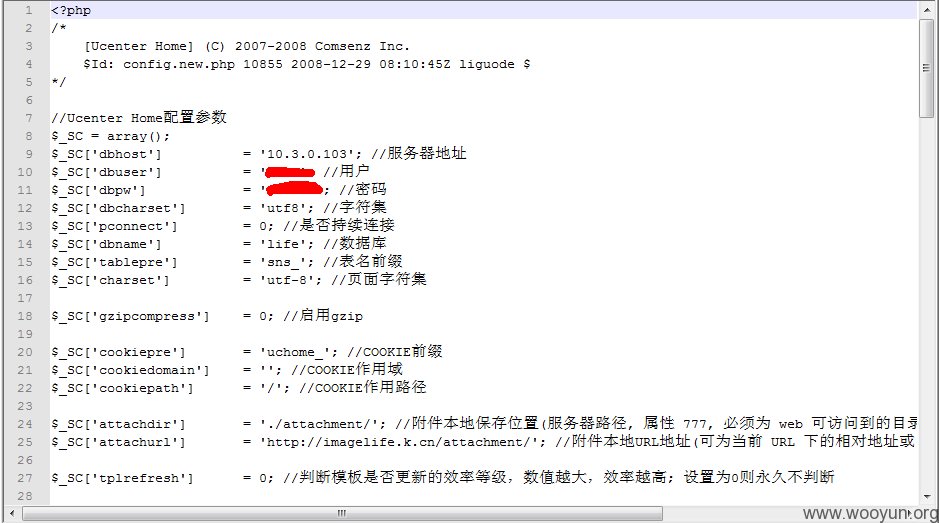 1 <?php
2 /*
3 [Ucenter Home] (C) 2007-2008 Comsenz Inc.
4 $Id: config.new.php 10855 2008-12-29 08:10:45Z liguode $
5 */
6
7 //Ucenter Home配置参数
8 $_SC = array();
9 $_SC['dbhost'] = '10.3.0.103'; //服务器地址
10 $_SC['dbuser'] = ' //用户
11 $_SC['dbpw'] = ' ; //密码
12 $_SC['dbcharset'] = 'utf8'; //字符集
13 $_SC['pconnect'] = 0; //是否持续连接
14 $_SC['dbname'] = 'life'; //数据库
15 $_SC['tablepre'] = 'sns_'; //表名前缀
16 $_SC['charset'] = 'utf-8'; //页面字符集
17
18 $_SC['gzipcompress'] = 0; //启用gzip
19
20 $_SC['cookiepre'] = 'uchome_'; //COOKIE前缀
21 $_SC['cookiedomain'] = ''; //COOKIE作用域
22 $_SC['cookiepath'] = '/'; //COOKIE作用路径
23
24 $_SC['attachdir'] = './attachment/'; //附件本地保存位置(服务器路径, 属性 777, 必须为 web 可访问到的目录
25 $_SC['attachurl'] = 'http://imagelife.k.cn/attachment/'; //附件本地URL地址(可为当前 URL 下的相对地址或
26
27 $_SC['tplrefresh'] = 0; //判断模板是否更新的效率等级，数值越大，效率越高; 设置为0则永久不判断
28
www.wooyun.org